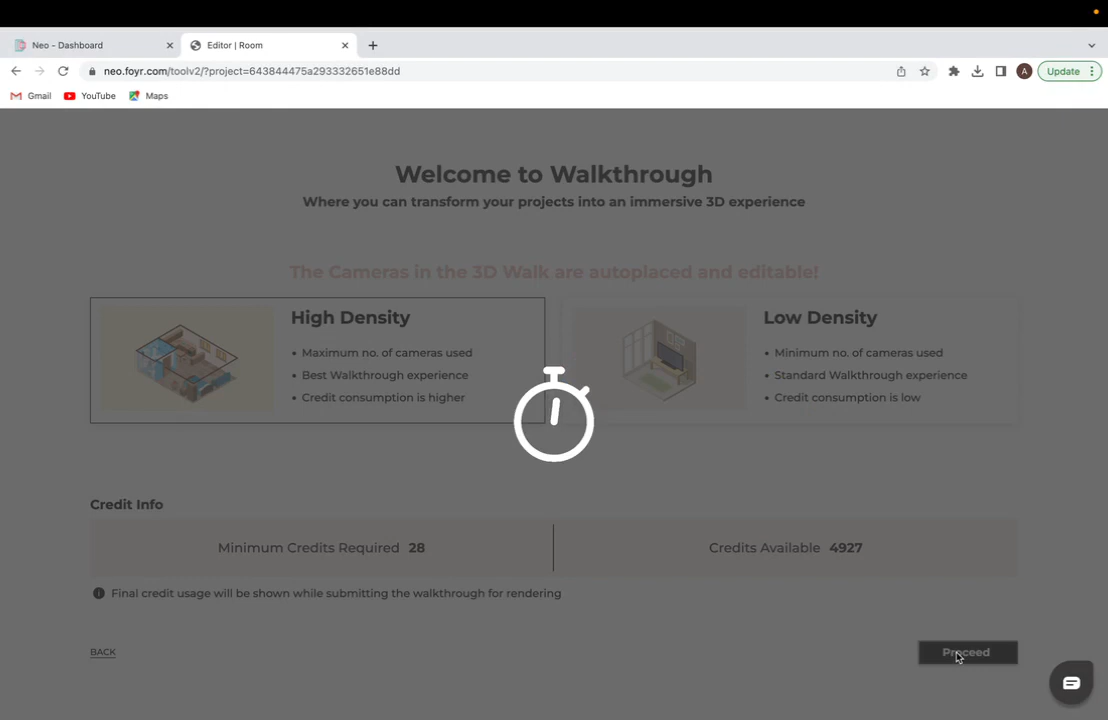 Neo - Dashboard
Editor | Room
neo.foyr.com/toolv2/?project=643844475a293332651e88dd
A
Update
Gmail
YouTube
Maps
Welcome to Walkthrough
Where you can transform your projects into an immersive 3D experience
The Cameras in the 3D Walk are autoplaced and editable!
High Density
• Maximum no. of cameras used
• Best Walkthrough experience
• Credit consumption is higher
Low Density
• Minimum no. of cameras used
• Standard Walkthrough experience
• Credit consumption is low
Credit Info
Minimum Credits Required 28
Credits Available 4927
Final credit usage will be shown while submitting the walkthrough for rendering
BACK
Proceed